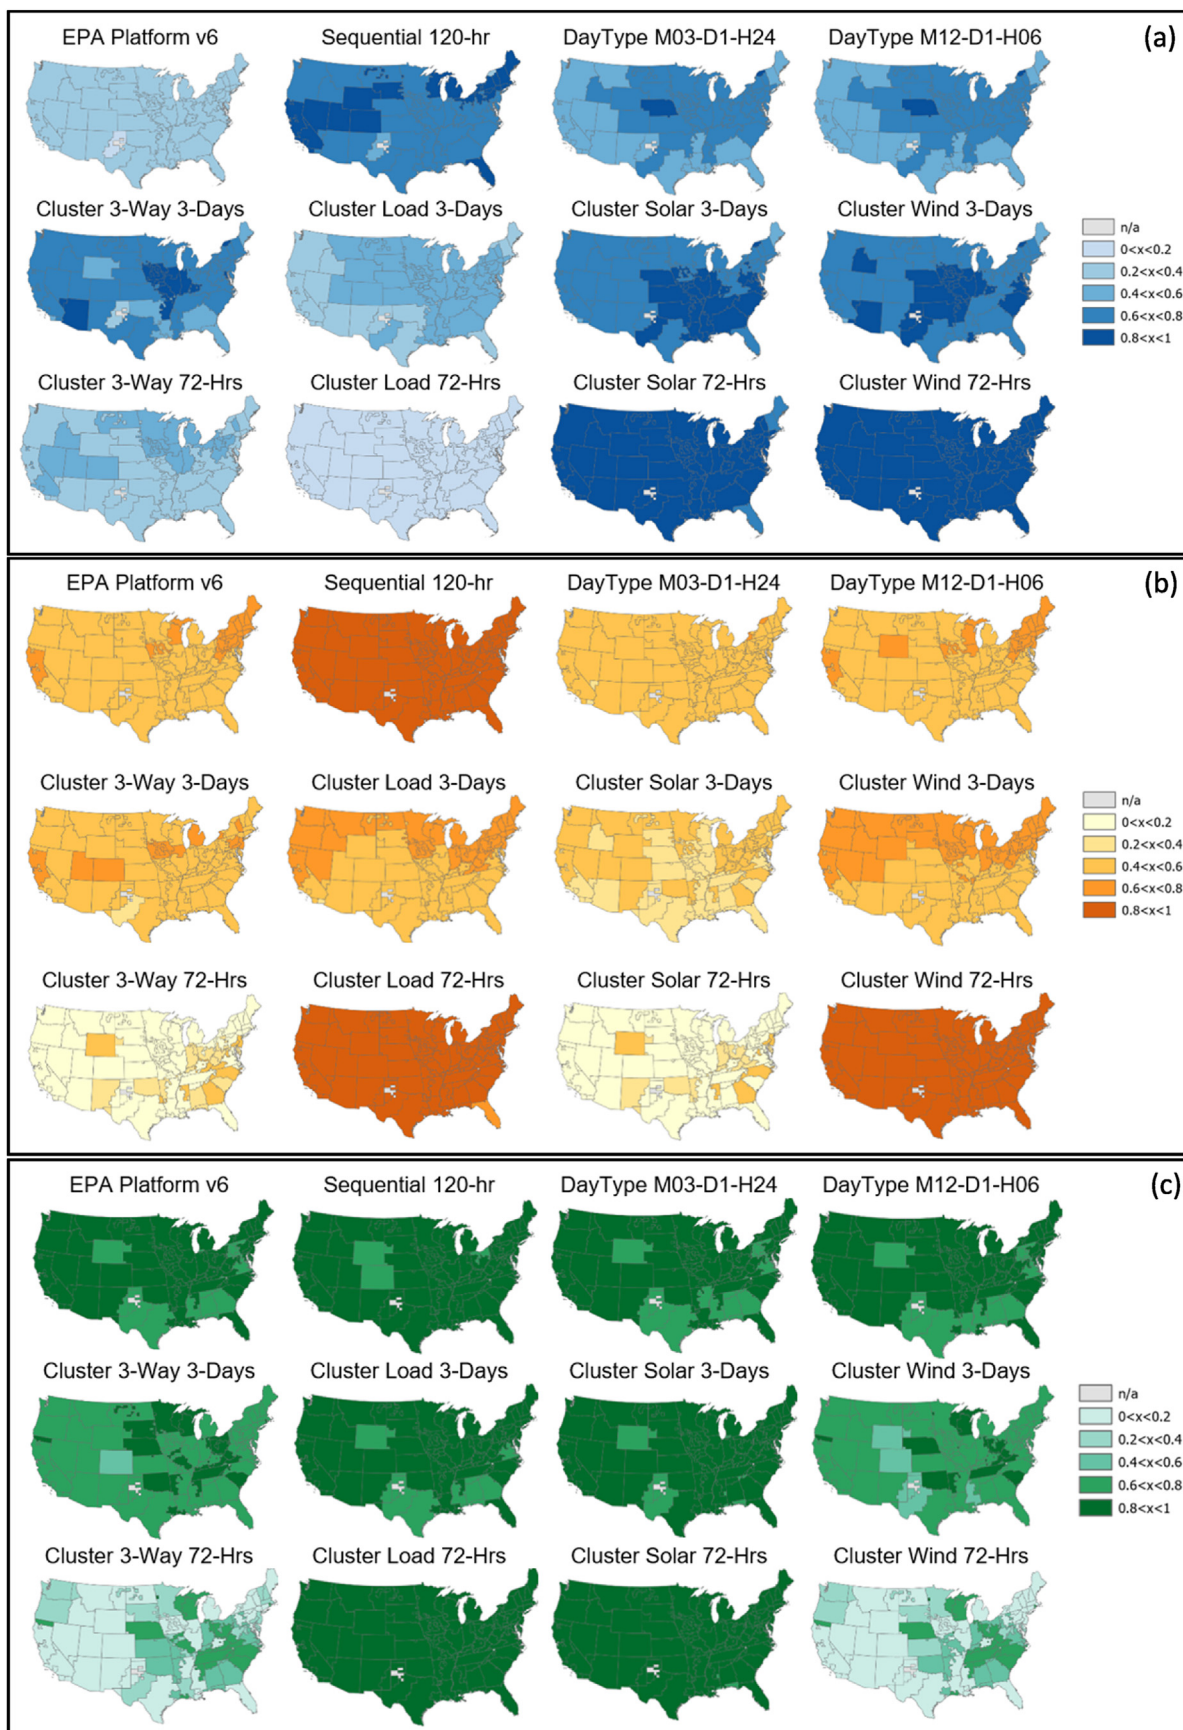 (a)
EPA Platform v6
Sequential 120-hr
DayType M03-D1-H24
DayType M12-D1-H06
Cluster 3-Way 3-Days
Cluster Load 3-Days
Cluster Solar 3-Days
Cluster Wind 3-Days
n/a
0<x<0.2
0.2<x<0.4
0.4<x<0.6
0.6<x<0.8
0.8<x<1
Cluster 3-Way 72-Hrs
Cluster Load 72-Hrs
Cluster Solar 72-Hrs
Cluster Wind 72-Hrs
(b)
EPA Platform v6
Sequential 120-hr
DayType M03-D1-H24
DayType M12-D1-H06
Cluster 3-Way 3-Days
Cluster Load 3-Days
Cluster Solar 3-Days
Cluster Wind 3-Days
n/a
0<x<0.2
0.2<x<0.4
0.4<x<0.6
0.6<x<0.8
0.8<x<1
Cluster 3-Way 72-Hrs
Cluster Load 72-Hrs
Cluster Solar 72-Hrs
Cluster Wind 72-Hrs
(c)
EPA Platform v6
Sequential 120-hr
DayType M03-D1-H24
DayType M12-D1-H06
Cluster 3-Way 3-Days
Cluster Load 3-Days
Cluster Solar 3-Days
Cluster Wind 3-Days
n/a
0<x<0.2
0.2<x<0.4
0.4<x<0.6
0.6<x<0.8
0.8<x<1
Cluster 3-Way 72-Hrs
Cluster Load 72-Hrs
Cluster Solar 72-Hrs
Cluster Wind 72-Hrs